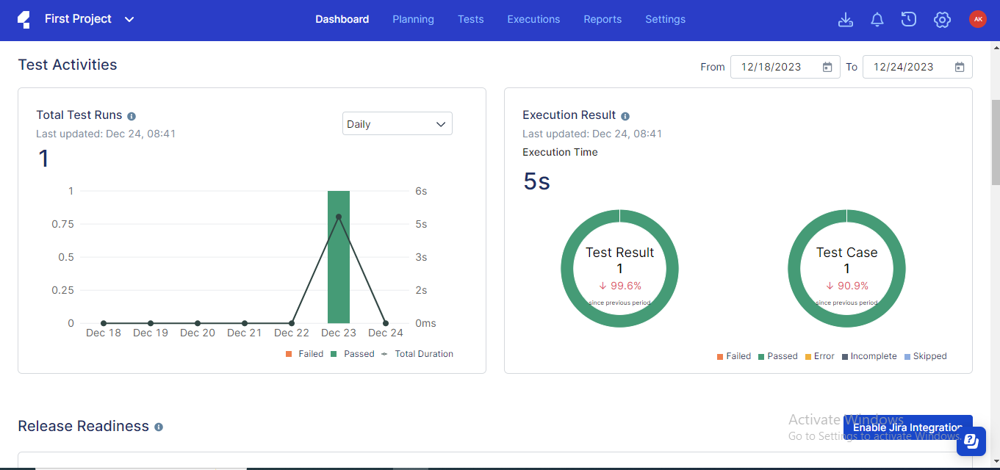 First Project
Dashboard Planning Tests Executions Reports Settings
AK
Test Activities
From 12/18/2023 To 12/24/2023
Total Test Runs
Last updated: Dec 24, 08:41
Daily
1
1 6s
0.75 5s
0.5 3s
0.25 2s
0 0ms
Dec 18 Dec 19 Dec 20 Dec 21 Dec 22 Dec 23 Dec 24
Failed Passed Total Duration
Execution Result
Last updated: Dec 24, 08:41
Execution Time
5s
Test Result
1
↓ 99.6%
since previous period
Test Case
1
↓ 90.9%
since previous period
Failed Passed Error Incomplete Skipped
Release Readiness
Enable Jira Integration
Activate Windows
Go to Settings to activate Windows.